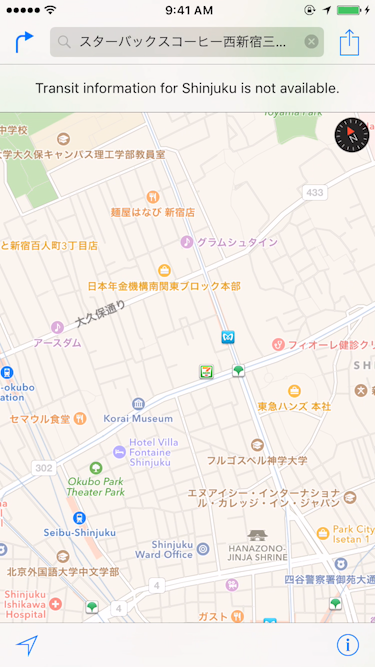 9:41 AM
スターバックスコーヒー西新宿三...
Transit information for Shinjuku is not available.
Toyama Park
中学校
大学大久保キャンパス理工学部教員室
N
433
麺屋はなび 新宿店
と新宿百人町3丁目店
グラムシュタイン
日本年金機構南関東ブロック本部
大久保通り
アースダム
フィオーレ健診クリ
-okubo
ation
東急ハンズ 本社
SH
セマウル食堂
Korai Museum
Hotel Villa
Fontaine
Shinjuku
フルゴスペル神学大学
302
Okubo Park
Theater Park
エヌアイシー・インターナショナ
ル・カレッジ・イン・ジャパン
Seibu-Shinjuku
Park City
Isetan 1
Shinjuku
Ward Office
HANAZONO-
JINJA SHRINE
北京外国語大学中文学部
四谷警察署御苑大通
4
Shinjuku
Ishikawa
Hospital
4
4
ガスト